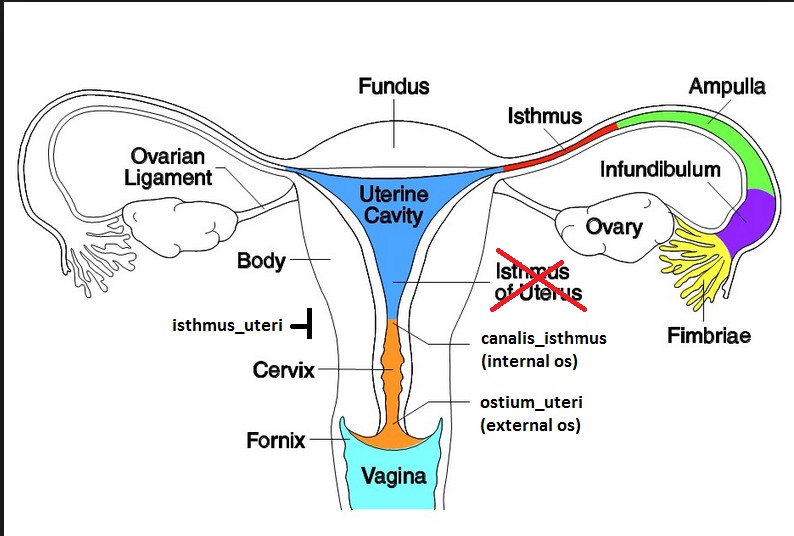 Fundus
Ampulla
Isthmus
Ovarian
Ligament
Infundibulum
Uterine
Cavity
Ovary
Body
Isthmus
of Uterus
isthmus_uteri
canalis_isthmus
(internal os)
Fimbriae
Cervix
ostium_uteri
(external os)
Fornix
Vagina